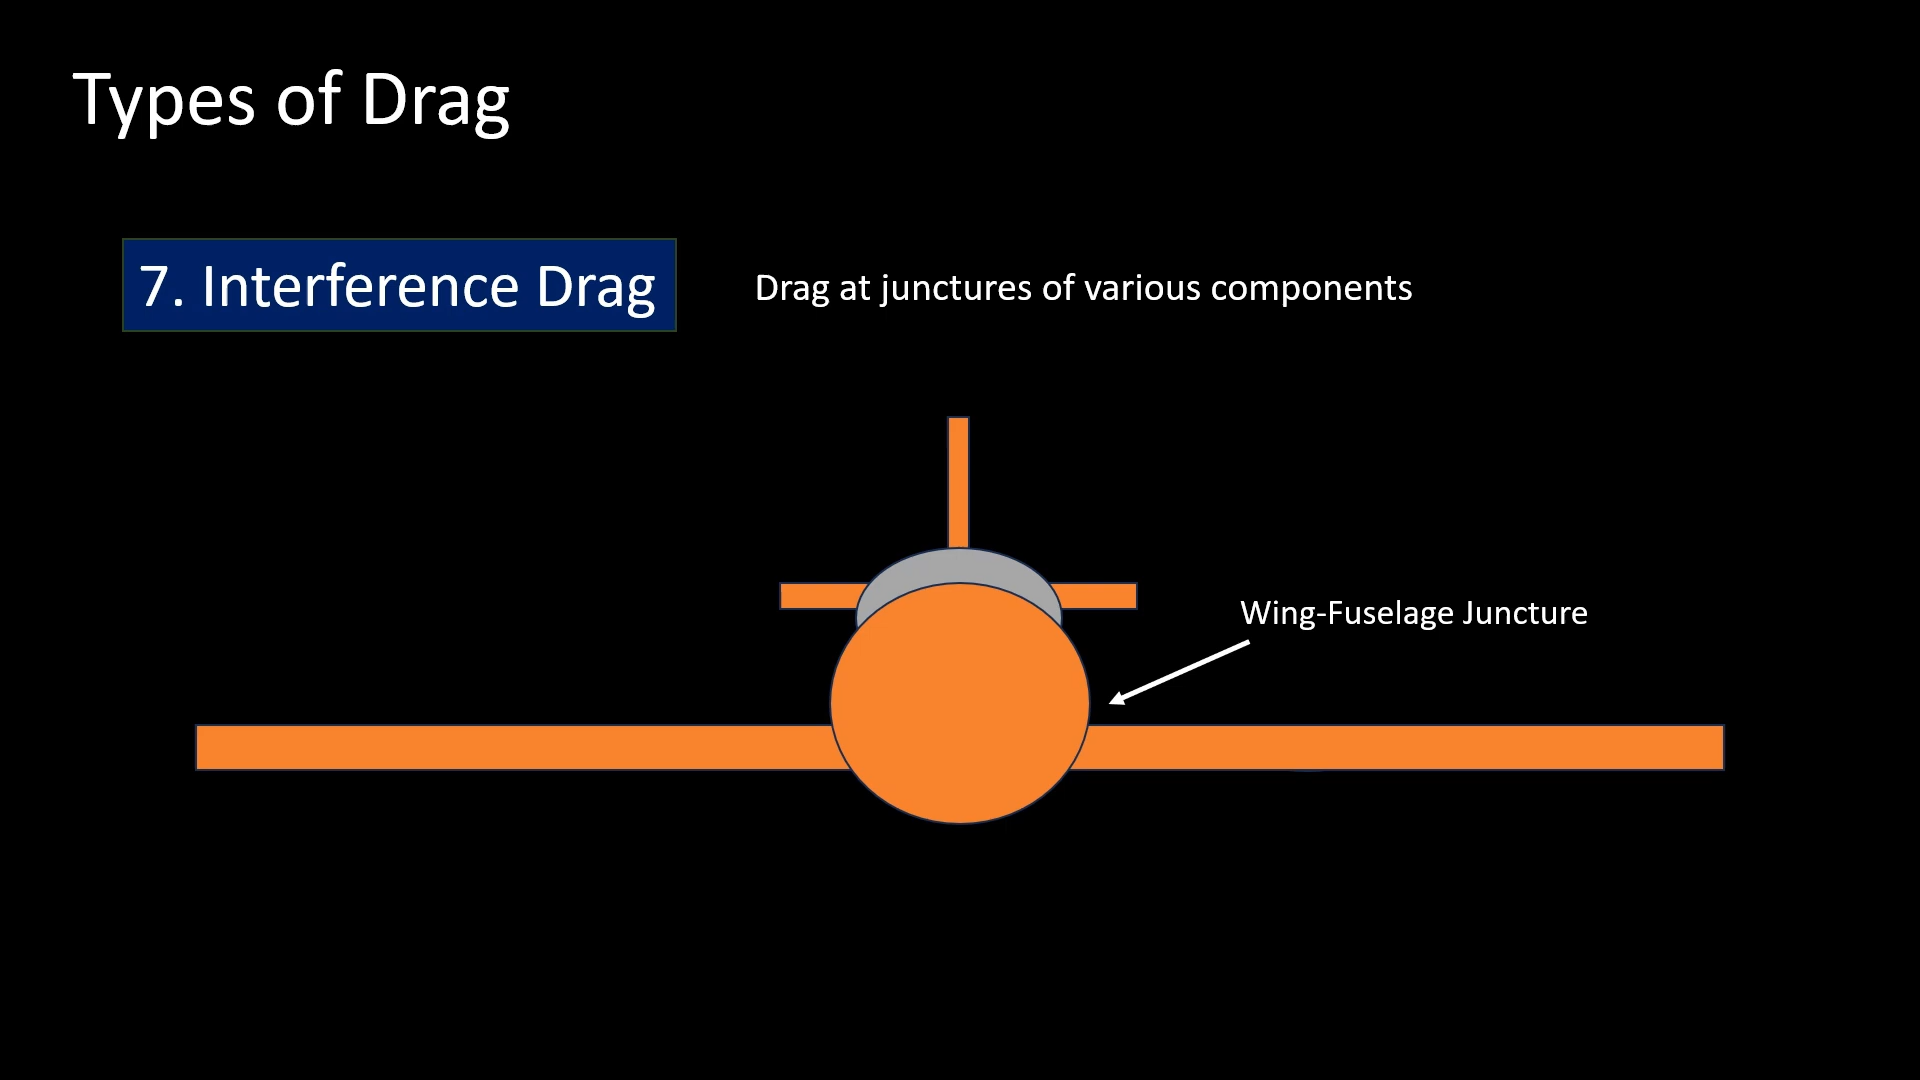 Types of Drag
7. Interference Drag
Drag at junctures of various components
Wing-Fuselage Juncture